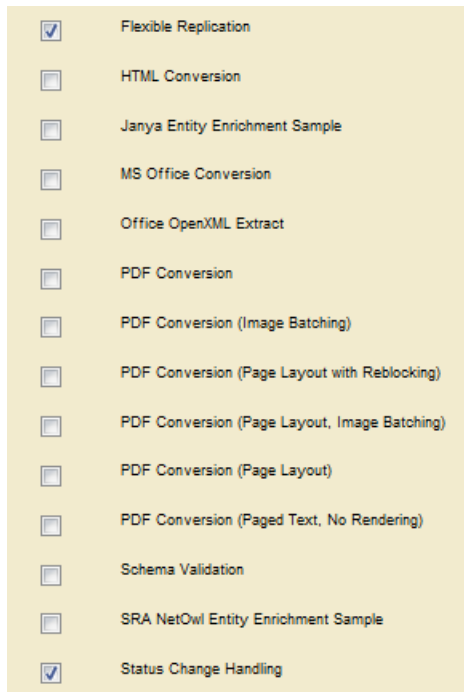 Flexible Replication
HTML Conversion
Janya Entity Enrichment Sample
MS Office Conversion
Office OpenXML Extract
PDF Conversion
PDF Conversion (Image Batching)
PDF Conversion (Page Layout with Reblocking)
PDF Conversion (Page Layout, Image Batching)
PDF Conversion (Page Layout)
PDF Conversion (Paged Text, No Rendering)
Schema Validation
SRA NetOwl Entity Enrichment Sample
Status Change Handling